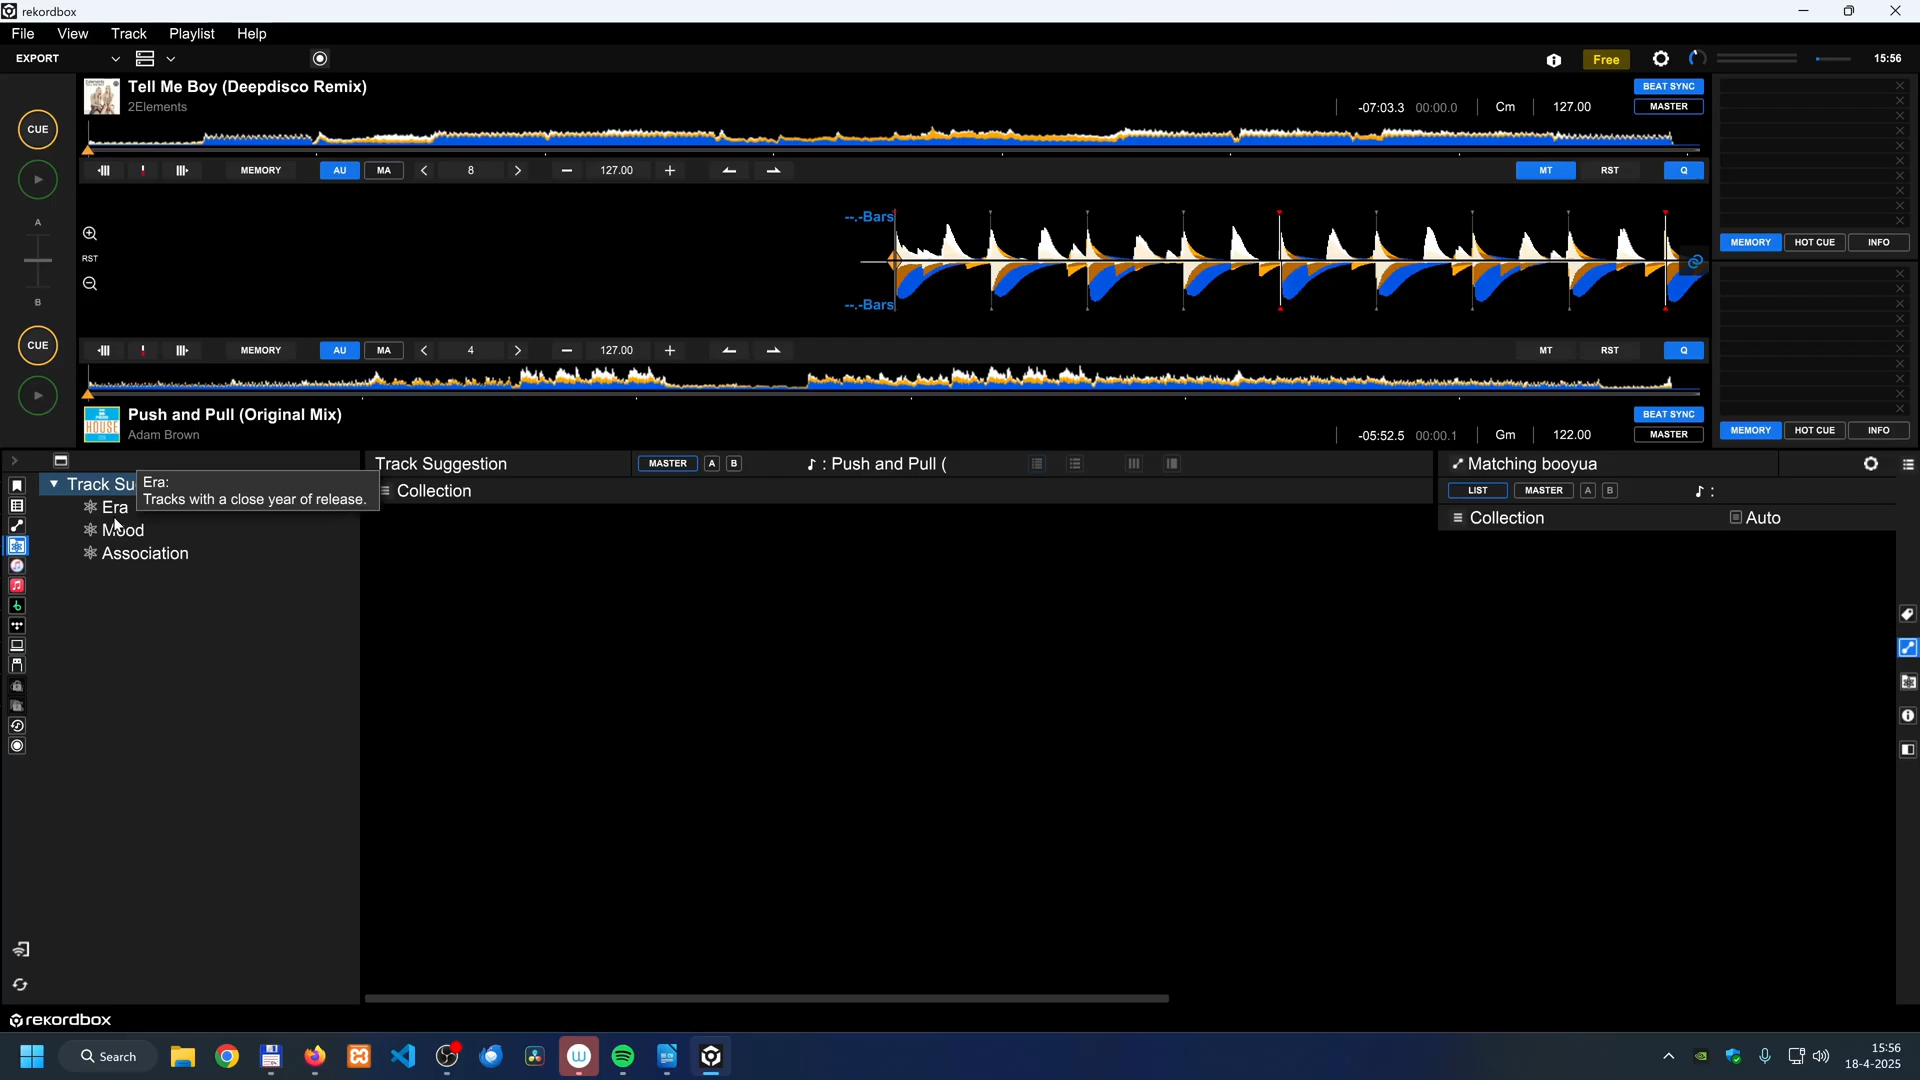 rekordbox
File View Track Playlist Help
EXPORT Free 15:56
Tell Me Boy (Deepdisco Remix)
2Elements
-07:03.3 00:00.0 Cm 127.00
BEAT SYNC
MASTER
CUE
MEMORY AU MA < 8 > − 127.00 + MT RST Q
A
--.-Bars
RST
MEMORY HOT CUE INFO
--.-Bars
B
CUE
MEMORY AU MA < 4 > − 127.00 + MT RST Q
Push and Pull (Original Mix)
Adam Brown
-05:52.5 00:00.1 Gm 122.00
BEAT SYNC
MASTER
HOUSE
MEMORY HOT CUE INFO
Track Suggestion MASTER A B : Push and Pull (
Matching booyua
Track Su
Era:
Tracks with a close year of release.
Collection
LIST MASTER A B :
Era
Collection Auto
Mood
Association
rekordbox
Search
15:56
18-4-2025